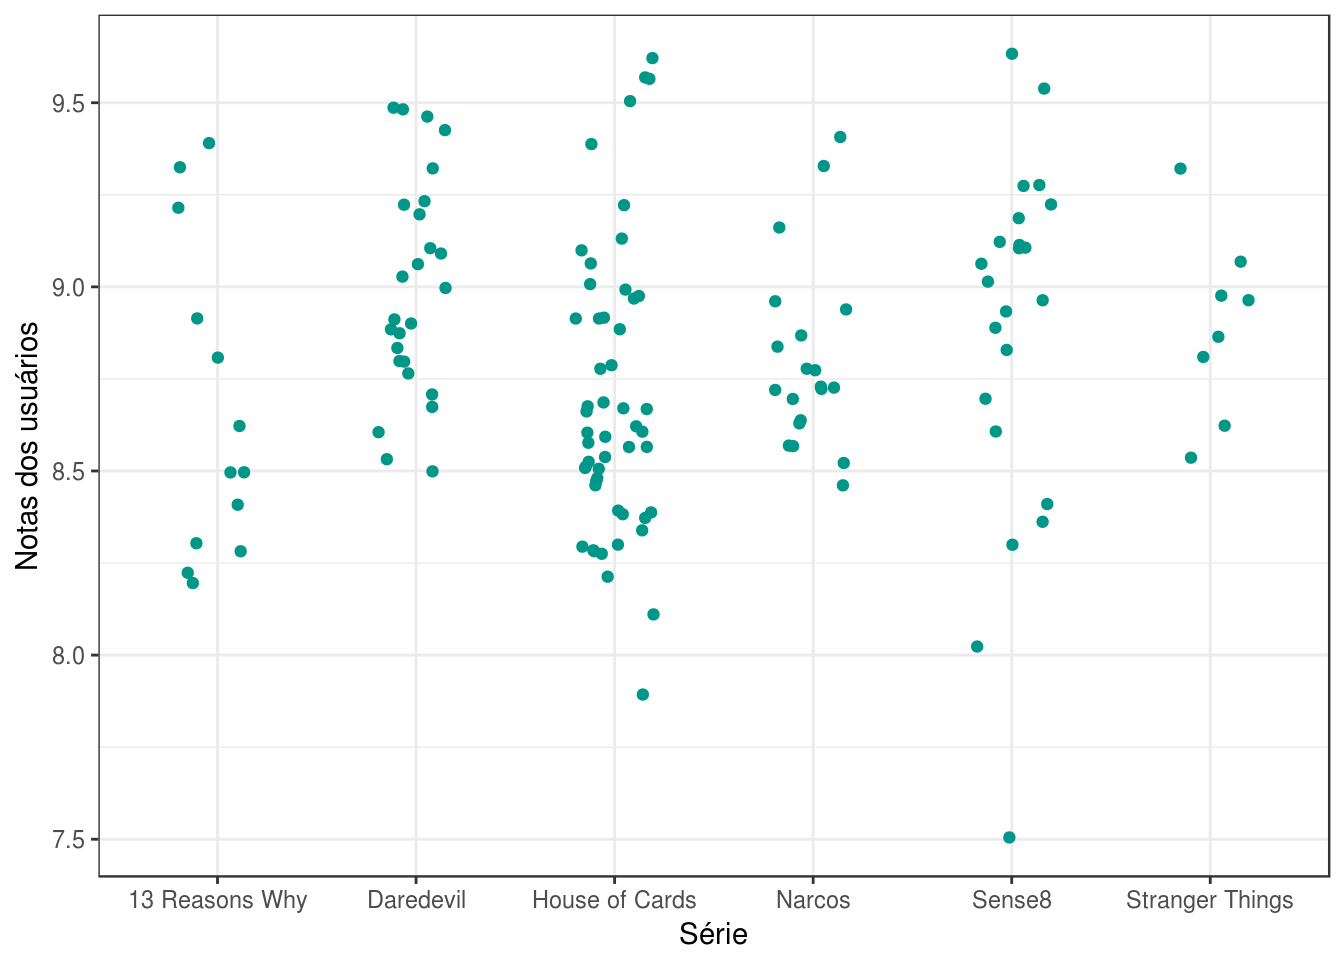 Notas dos usuários
9.5
9.0
8.5
8.0
7.5
13 Reasons Why
Daredevil
House of Cards
Narcos
Sense8
Stranger Things
Série